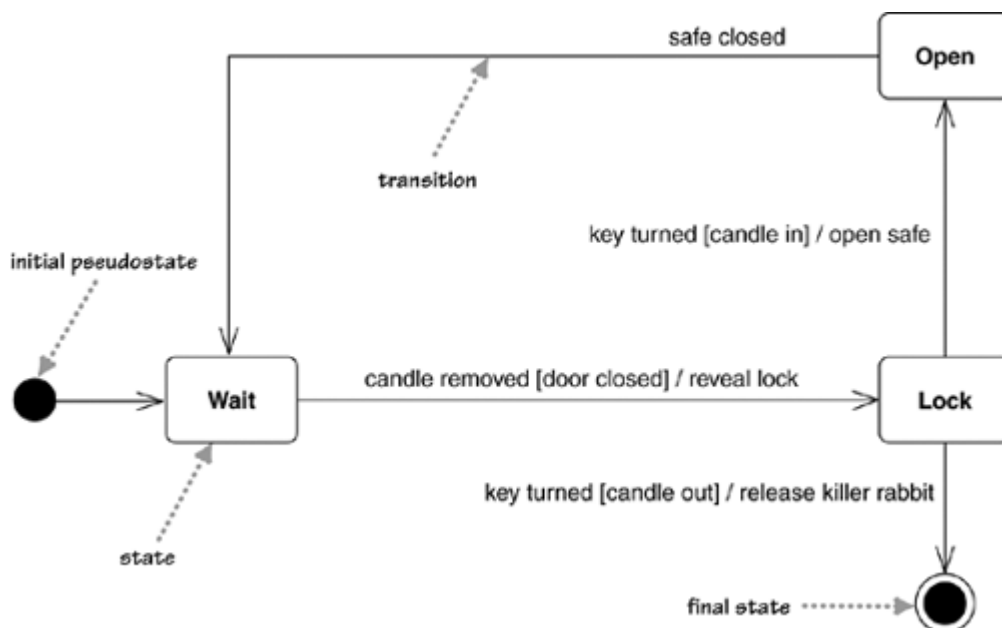 safe closed
Open
transition
key turned [candle in] / open safe
initial pseudostate
Wait
candle removed [door closed] / reveal lock
Lock
key turned [candle out] / release killer rabbit
state
final state